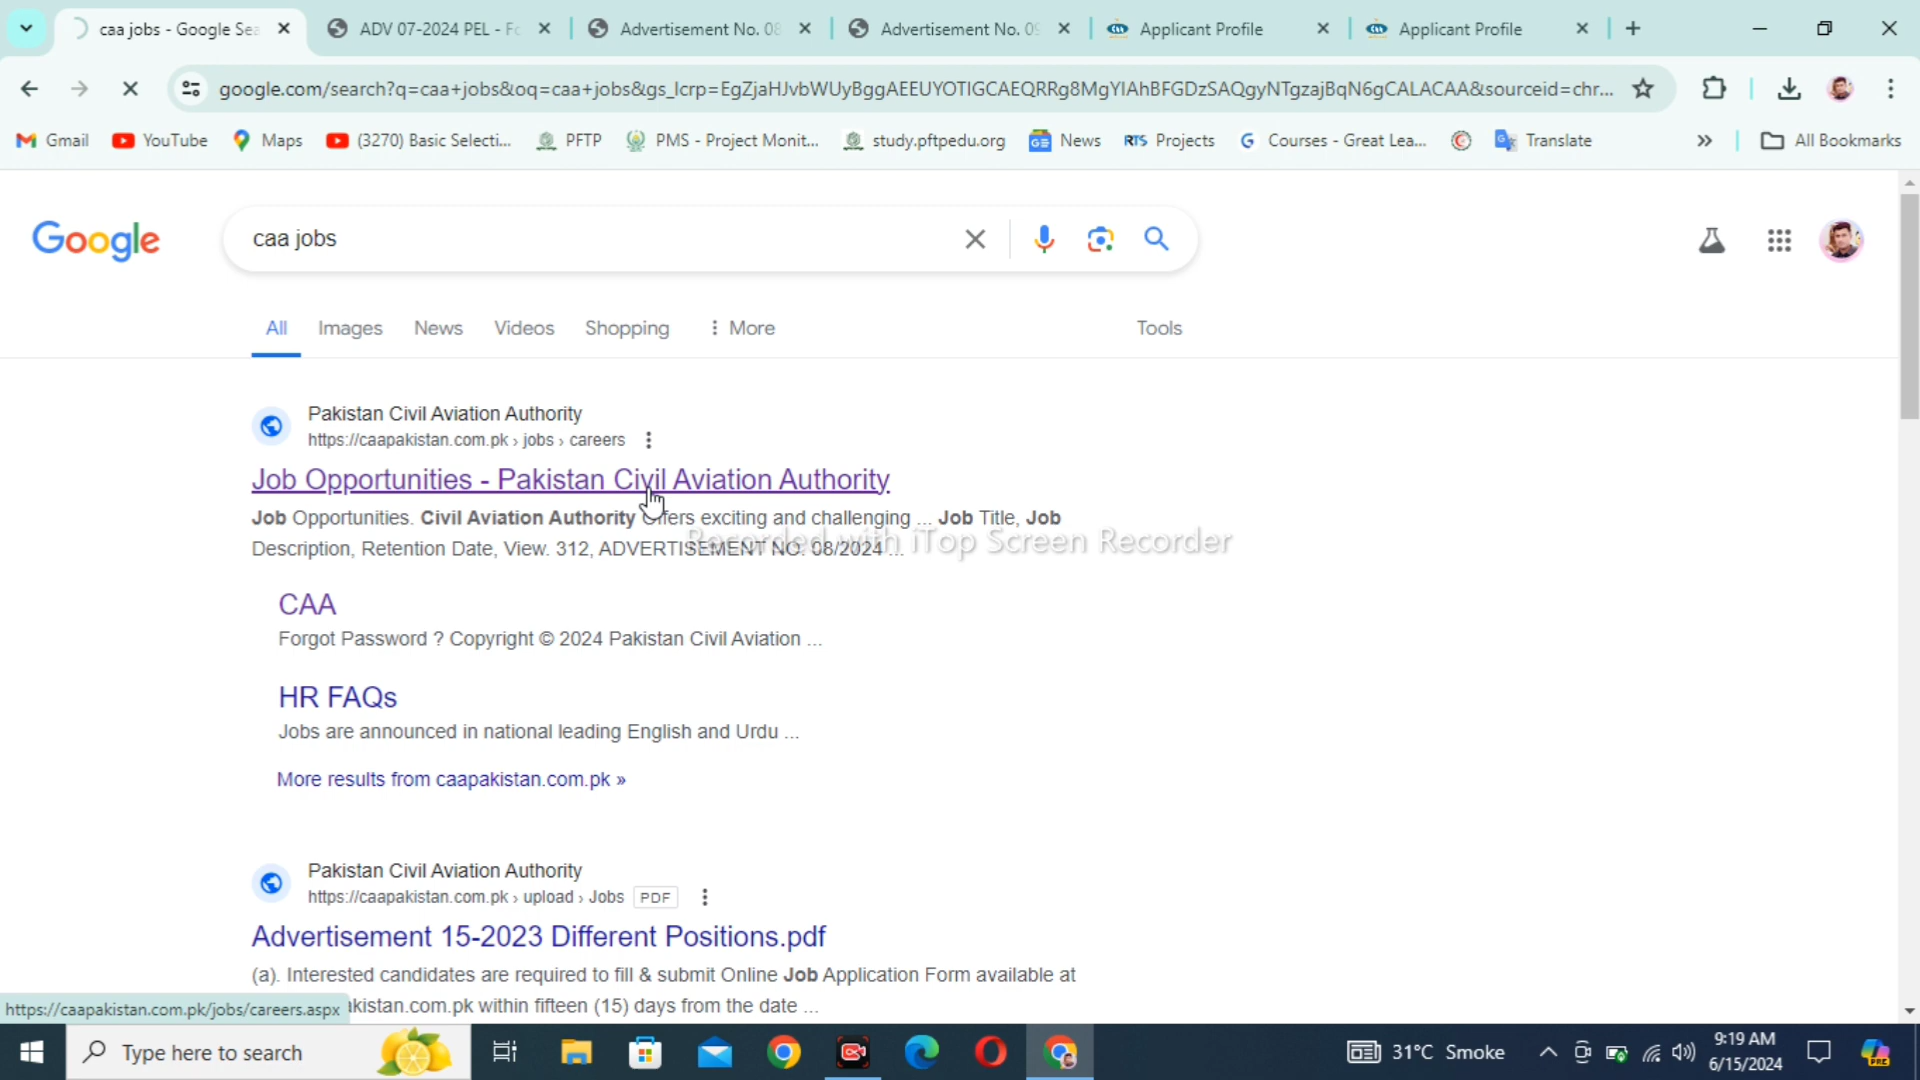 caa jobs - Google Sea
ADV 07-2024 PEL - Fo
Advertisement No. 08
Advertisement No. 09
Applicant Profile
Applicant Profile
google.com/search?q=caa+jobs&oq=caa+jobs&gs_lcrp=EgZjaHJvbWUyBggAEEUYOTIGCAEQRRg8MgYIAhBFGDzSAQgyNTgzajBqN6gCALACAA&sourceid=chr...
Gmail
YouTube
Maps
(3270) Basic Selecti...
PFTP
PMS - Project Monit...
study.pftpedu.org
News
RTS Projects
Courses - Great Lea...
Translate
All Bookmarks
Google
caa jobs
All
Images
News
Videos
Shopping
More
Tools
Pakistan Civil Aviation Authority
https://caapakistan.com.pk › jobs › careers
Job Opportunities - Pakistan Civil Aviation Authority
Job Opportunities. Civil Aviation Authority Offers exciting and challenging ... Job Title, Job
Description, Retention Date, View. 312, ADVERTISEMENT NO. 08/2024 ...
Recorded with iTop Screen Recorder
CAA
Forgot Password ? Copyright © 2024 Pakistan Civil Aviation ...
HR FAQs
Jobs are announced in national leading English and Urdu ...
More results from caapakistan.com.pk »
Pakistan Civil Aviation Authority
https://caapakistan.com.pk › upload › Jobs PDF
Advertisement 15-2023 Different Positions.pdf
(a). Interested candidates are required to fill & submit Online Job Application Form available at
kistan.com.pk within fifteen (15) days from the date ...
https://caapakistan.com.pk/jobs/careers.aspx
Type here to search
31°C Smoke
9:19 AM
6/15/2024
PRE